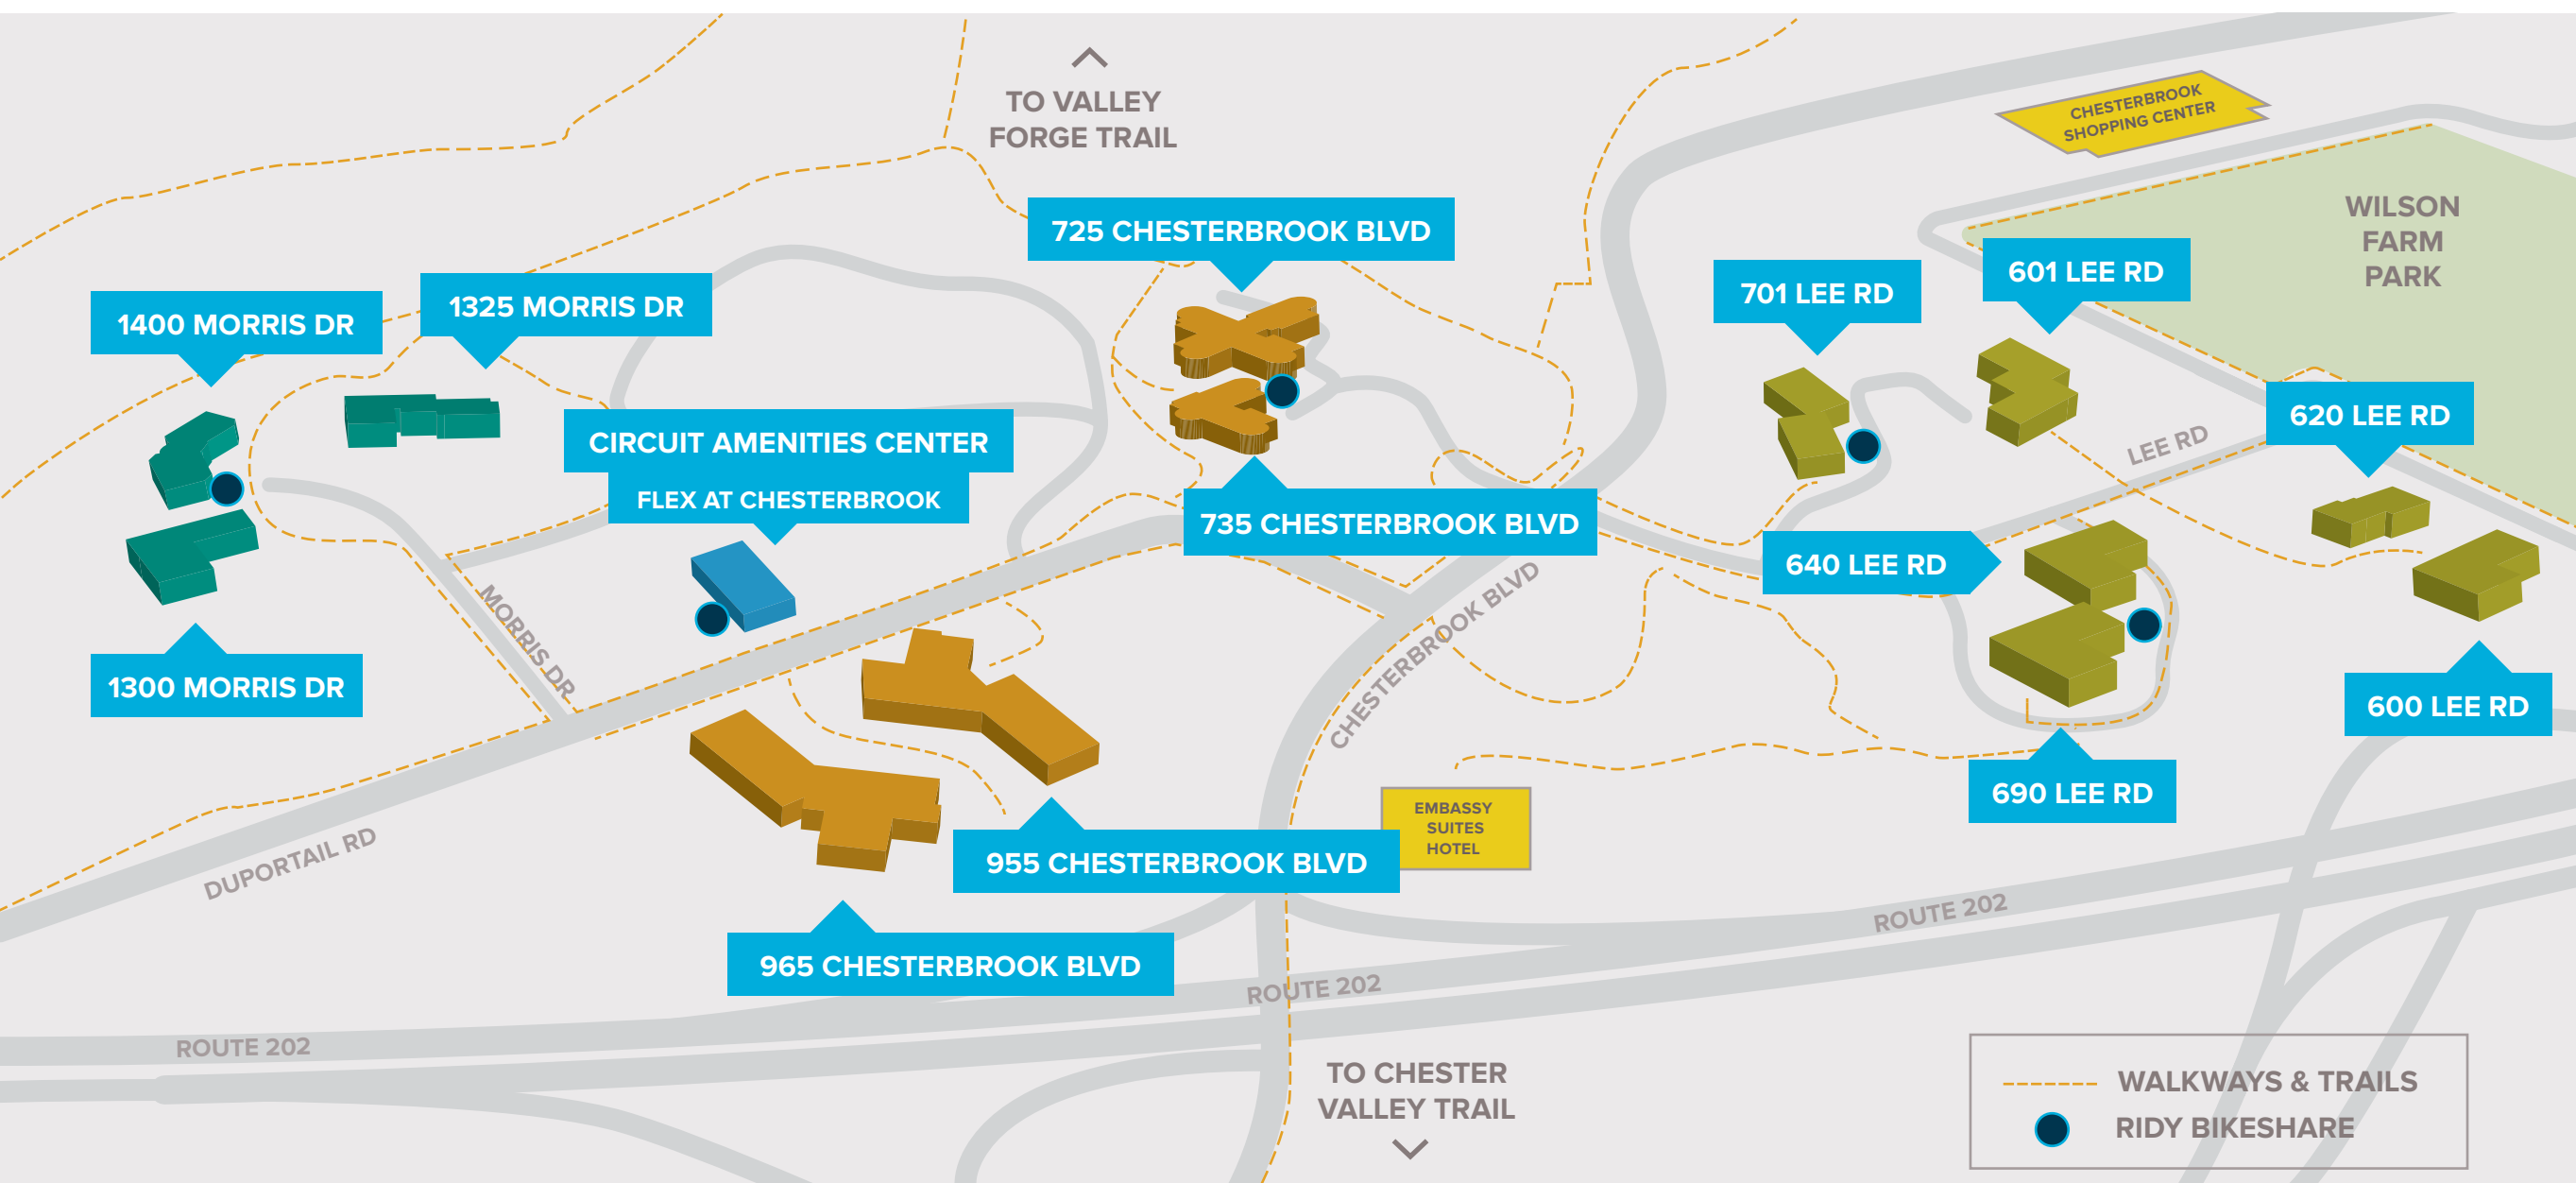 TO VALLEY
FORGE TRAIL
CHESTERBROOK
SHOPPING CENTER
WILSON
FARM
PARK
725 CHESTERBROOK BLVD
601 LEE RD
701 LEE RD
1325 MORRIS DR
1400 MORRIS DR
620 LEE RD
CIRCUIT AMENITIES CENTER
FLEX AT CHESTERBROOK
LEE RD
735 CHESTERBROOK BLVD
640 LEE RD
MORRIS DR
CHESTERBROOK BLVD
1300 MORRIS DR
600 LEE RD
690 LEE RD
EMBASSY
SUITES
HOTEL
DUPORTAIL RD
955 CHESTERBROOK BLVD
ROUTE 202
965 CHESTERBROOK BLVD
ROUTE 202
ROUTE 202
TO CHESTER
VALLEY TRAIL
WALKWAYS & TRAILS
RIDY BIKESHARE